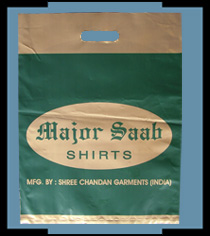 Major Saab
SHIRTS
MFG. BY : SHREE CHANDAN GARMENTS (INDIA)